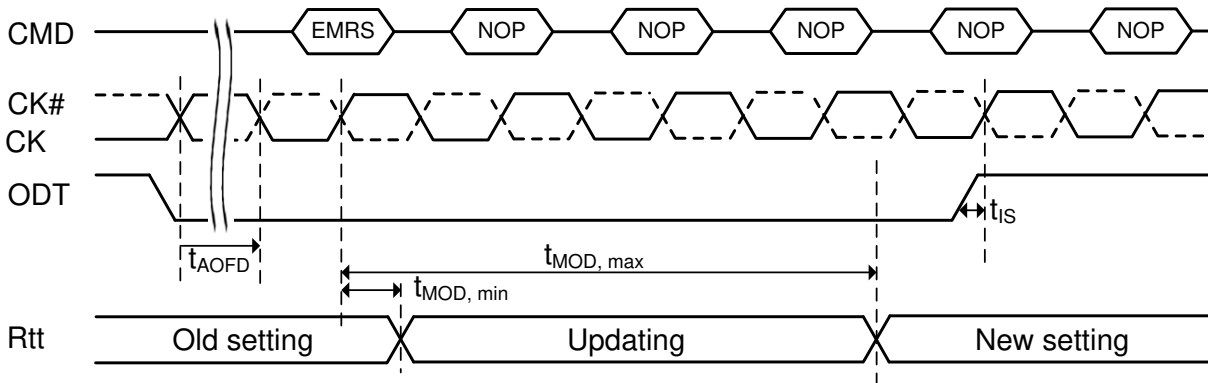 CMD EMRS NOP NOP NOP NOP NOP
CK#
CK
ODT
tIS
tAOFD
tMOD, max
tMOD, min
Rtt Old setting Updating New setting